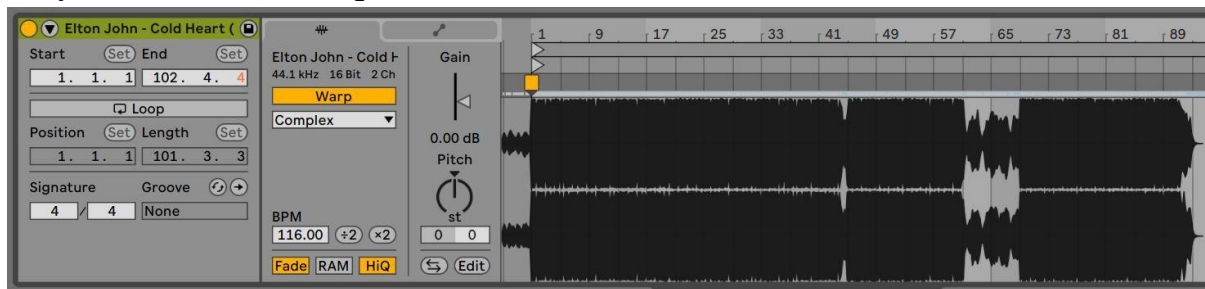 Elton John - Cold Heart (
Start Set End Set
1. 1. 1 102. 4. 4
Loop
Position Set Length Set
1. 1. 1 101. 3. 3
Signature Groove
4 / 4 None
Elton John - Cold H
44.1 kHz 16 Bit 2 Ch
Warp
Complex
BPM
116.00 ÷2 ×2
Fade RAM HiQ
Gain
0.00 dB
Pitch
st
0 0
Edit
1 9 17 25 33 41 49 57 65 73 81 89